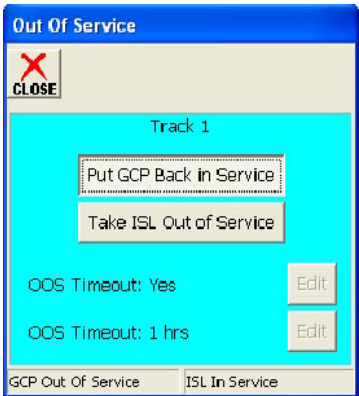 Out Of Service
CLOSE
Track 1
Put GCP Back in Service
Take ISL Out of Service
OOS Timeout: Yes Edit
OOS Timeout: 1 hrs Edit
GCP Out Of Service ISL In Service